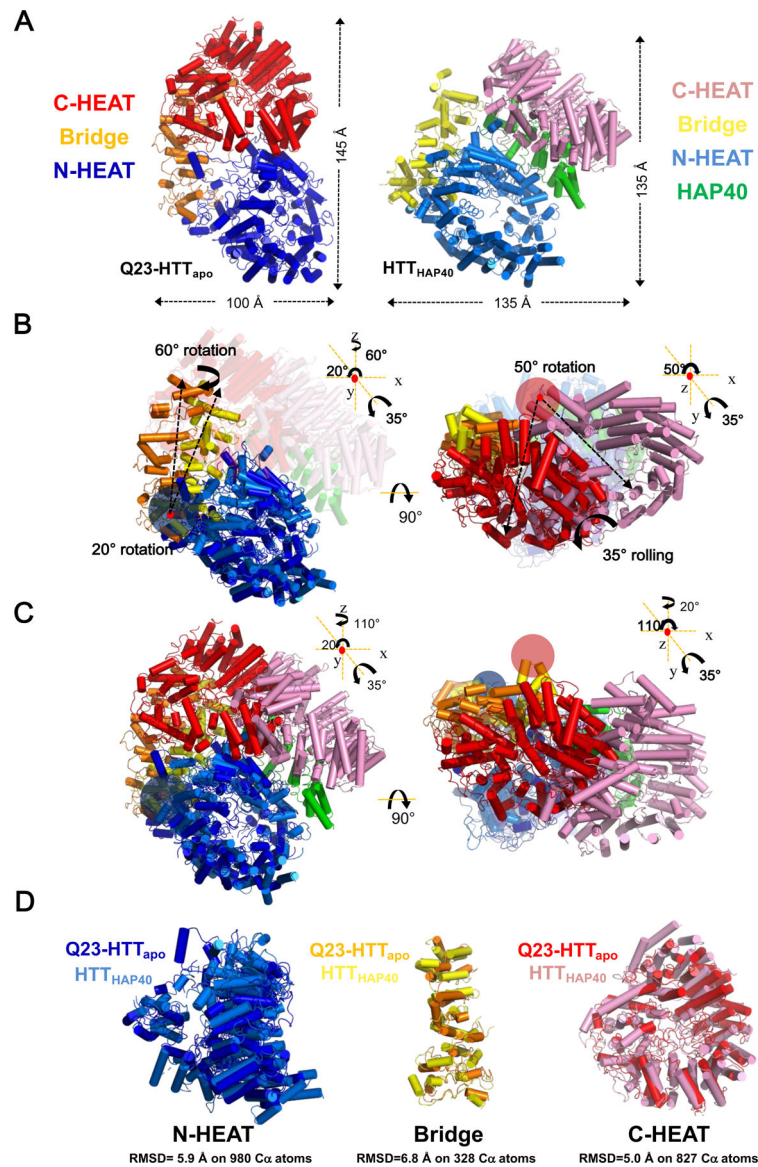 A
C-HEAT
Bridge
N-HEAT
Q23-HTTapo
100 Å
145 Å
HTTHAP40
135 Å
135 Å
C-HEAT
Bridge
N-HEAT
HAP40
B
60° rotation
20° rotation
z
60°
20°
x
y
35°
90°
50° rotation
35° rolling
50°
z
x
y
35°
C
z
110°
20°
x
y
35°
90°
20°
110°
x
z
y
35°
D
Q23-HTTapo
HTTHAP40
N-HEAT
RMSD= 5.9 Å on 980 Cα atoms
Q23-HTTapo
HTTHAP40
Bridge
RMSD=6.8 Å on 328 Cα atoms
Q23-HTTapo
HTTHAP40
C-HEAT
RMSD=5.0 Å on 827 Cα atoms